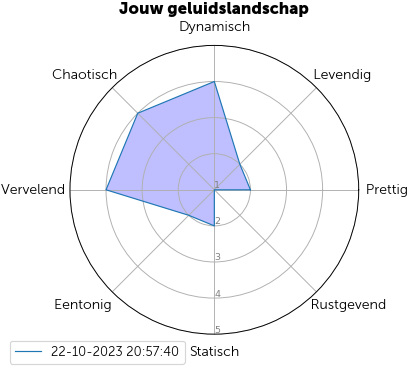 Jouw geluidslandschap
Dynamisch
Chaotisch
Levendig
Vervelend
1
Prettig
2
3
Eentonig
4
Rustgevend
5
22-10-2023 20:57:40
Statisch